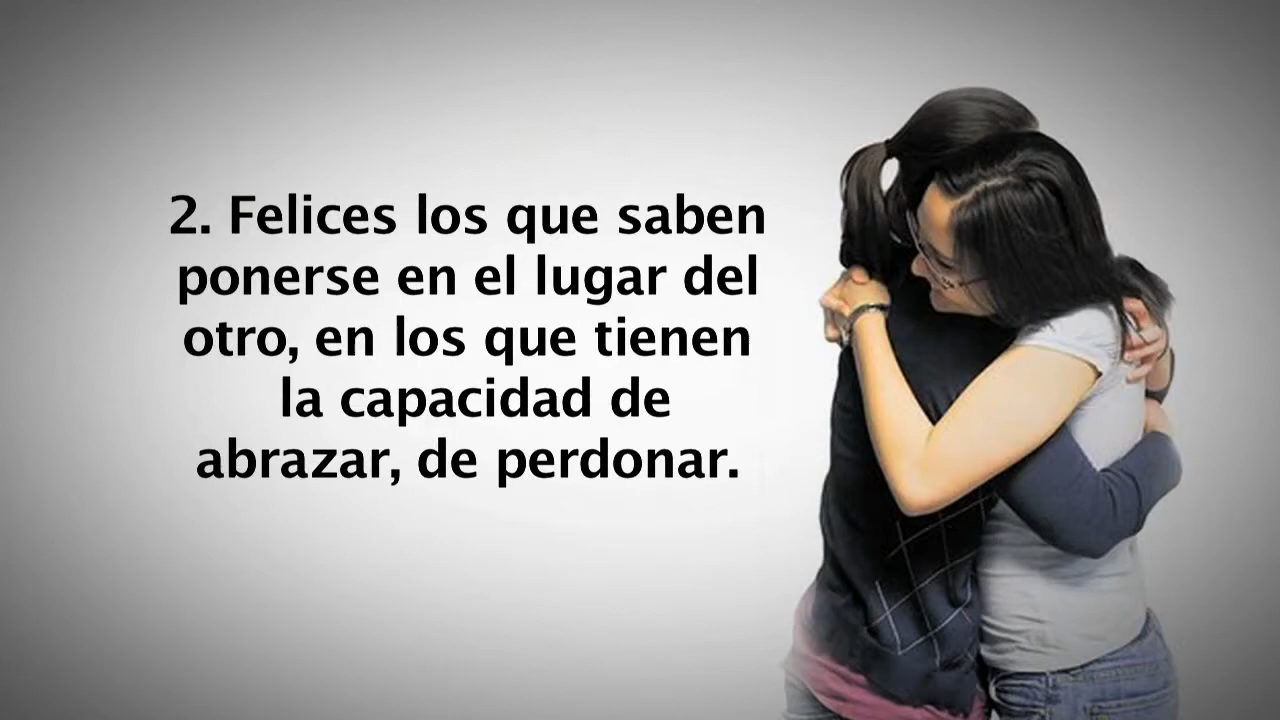 2. Felices los que saben
ponerse en el lugar del
otro, en los que tienen
la capacidad de
abrazar, de perdonar.